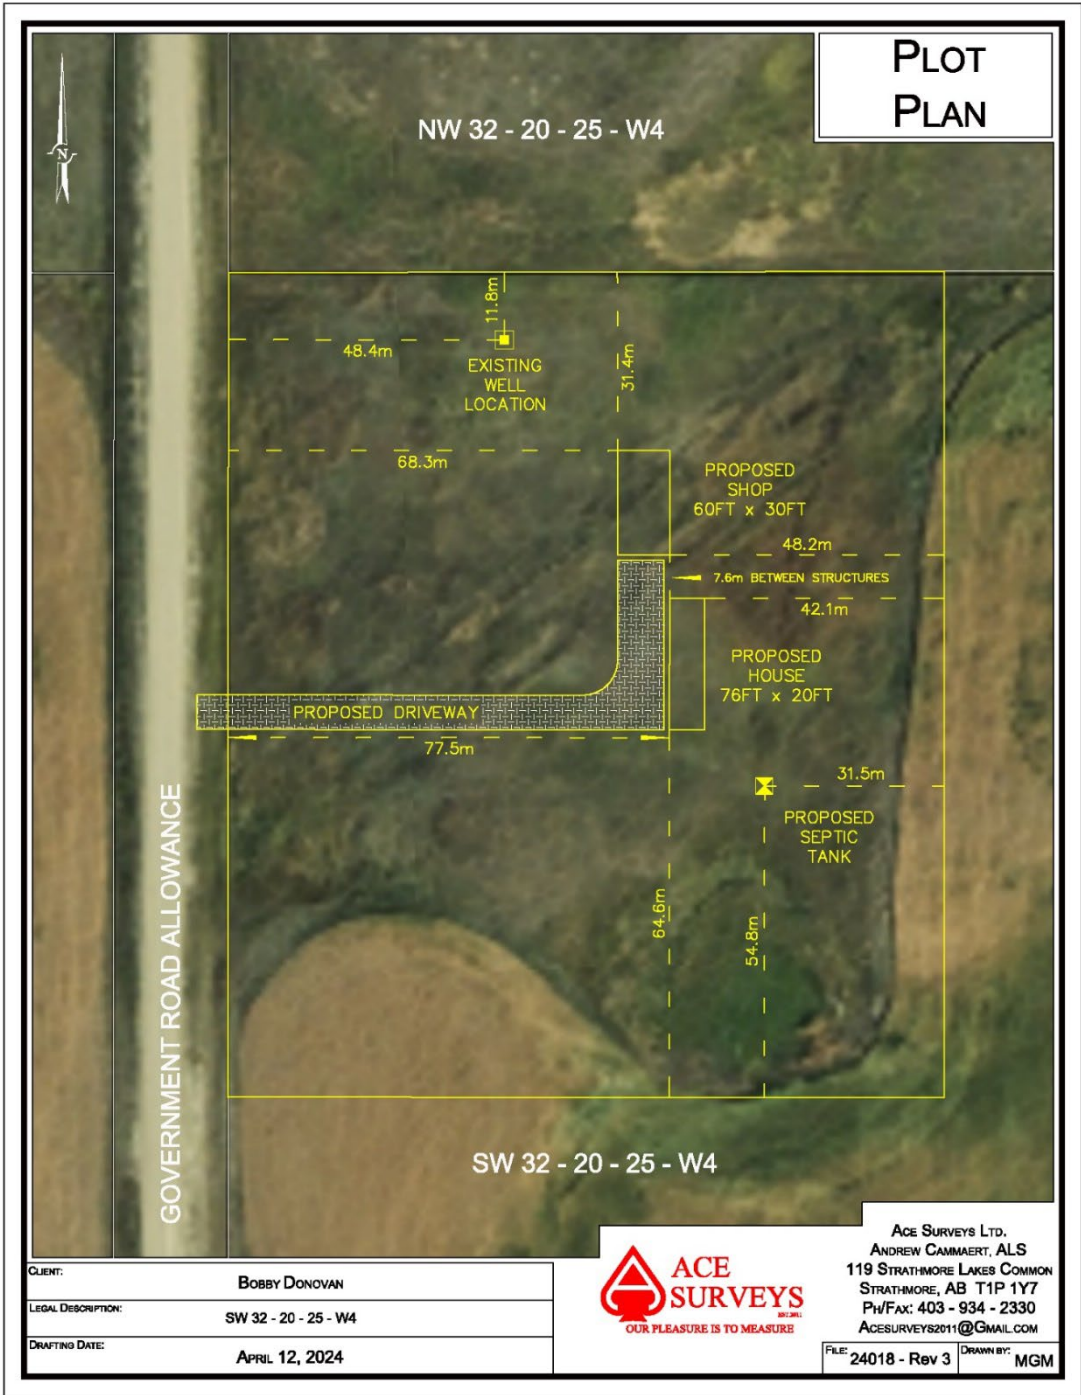 PLOT
PLAN
N
NW 32 - 20 - 25 - W4
11.8m
48.4m
EXISTING
WELL
LOCATION
31.4m
68.3m
PROPOSED
SHOP
60FT x 30FT
48.2m
7.6m BETWEEN STRUCTURES
42.1m
PROPOSED
HOUSE
76FT x 20FT
PROPOSED DRIVEWAY
77.5m
31.5m
PROPOSED
SEPTIC
TANK
64.6m
54.8m
GOVERNMENT ROAD ALLOWANCE
SW 32 - 20 - 25 - W4
CLIENT:
BOBBY DONOVAN
LEGAL DESCRIPTION:
SW 32 - 20 - 25 - W4
DRAFTING DATE:
APRIL 12, 2024
ACE
SURVEYS
EST.2011
OUR PLEASURE IS TO MEASURE
ACE SURVEYS LTD.
ANDREW CAMMAERT, ALS
119 STRATHMORE LAKES COMMON
STRATHMORE, AB T1P 1Y7
PH/FAX: 403 - 934 - 2330
ACESURVEYS2011@GMAIL.COM
FILE: 24018 - Rev 3
DRAWN BY: MGM